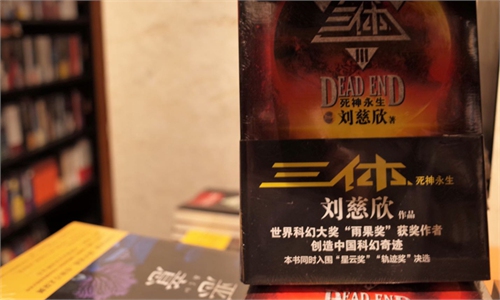 三体
III
DEAD END
死神永生
刘慈欣 著
三体 死神永生
刘慈欣 作品
世界科幻大奖“雨果奖”获奖作者
创造中国科幻奇迹
本书同时入围“星云奖”“轨迹奖”决选